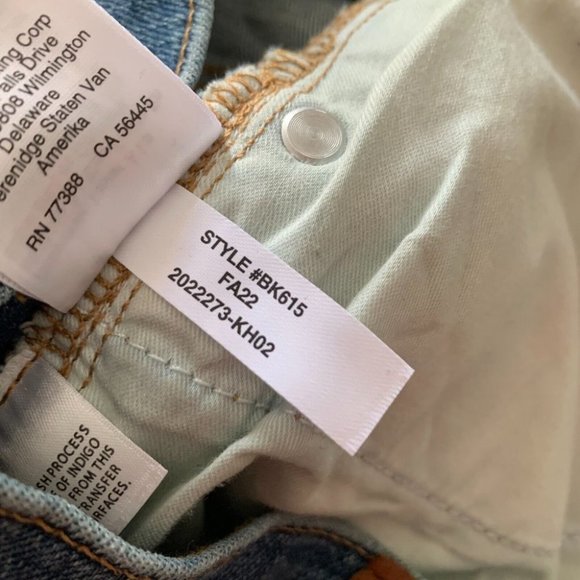 ing Corp
alls Drive
808 Wilmington
Delaware
erenidge Staten Van
Amerika
RN 77388 CA 56445
STYLE #BK615
FA22
2022273-KH02
SH PROCESS
E OF INDIGO
FROM THIS
TRANSFER
RFACES.